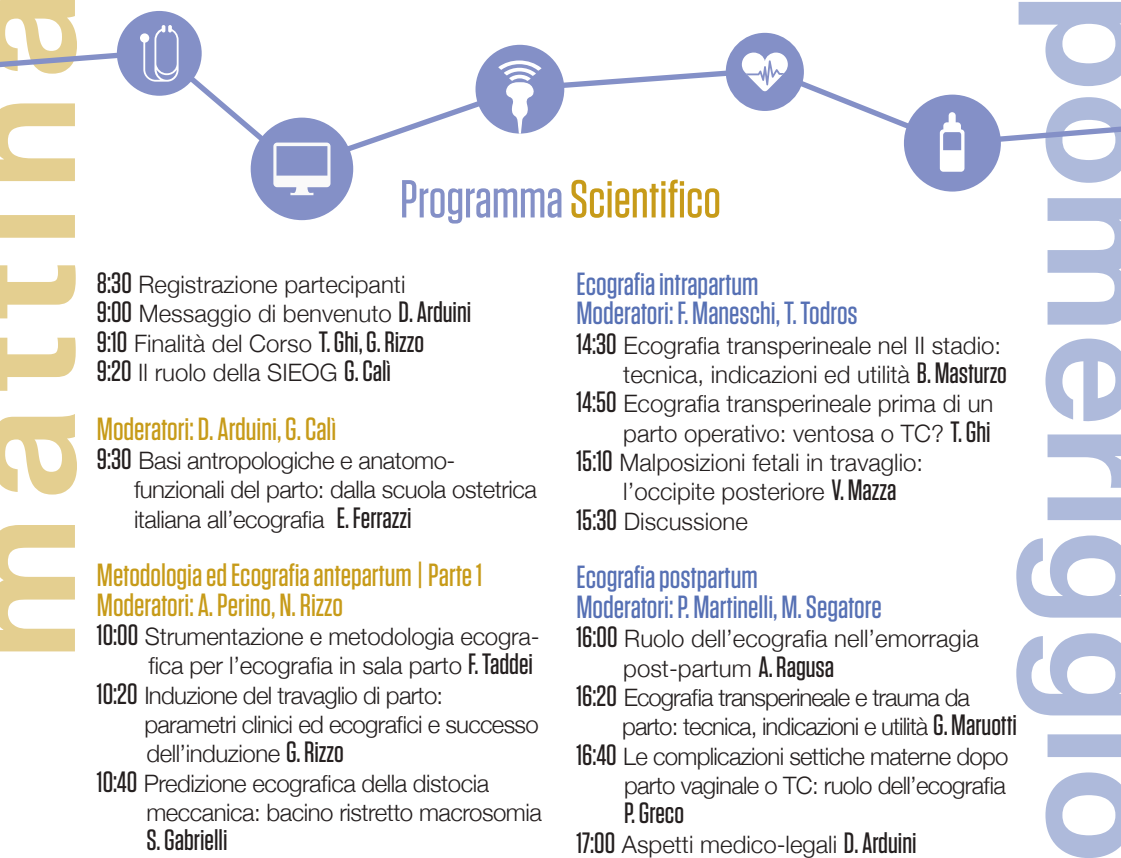 mattina
Programma Scientifico
8:30 Registrazione partecipanti
9:00 Messaggio di benvenuto D. Arduini
9:10 Finalità del Corso T. Ghi, G. Rizzo
9:20 Il ruolo della SIEOG G. Calì
Moderatori: D. Arduini, G. Calì
9:30 Basi antropologiche e anatomo-
funzionali del parto: dalla scuola ostetrica
italiana all'ecografia E. Ferrazzi
Metodologia ed Ecografia antepartum | Parte 1
Moderatori: A. Perino, N. Rizzo
10:00 Strumentazione e metodologia ecogra-
fica per l'ecografia in sala parto F. Taddei
10:20 Induzione del travaglio di parto:
parametri clinici ed ecografici e successo
dell'induzione G. Rizzo
10:40 Predizione ecografica della distocia
meccanica: bacino ristretto macrosomia
S. Gabrielli
pomeriggio
Ecografia intrapartum
Moderatori: F. Maneschi, T. Todros
14:30 Ecografia transperineale nel II stadio:
tecnica, indicazioni ed utilità B. Masturzo
14:50 Ecografia transperineale prima di un
parto operativo: ventosa o TC? T. Ghi
15:10 Malposizioni fetali in travaglio:
l'occipite posteriore V. Mazza
15:30 Discussione
Ecografia postpartum
Moderatori: P. Martinelli, M. Segatore
16:00 Ruolo dell'ecografia nell'emorragia
post-partum A. Ragusa
16:20 Ecografia transperineale e trauma da
parto: tecnica, indicazioni e utilità G. Maruotti
16:40 Le complicazioni settiche materne dopo
parto vaginale o TC: ruolo dell'ecografia
P. Greco
17:00 Aspetti medico-legali D. Arduini